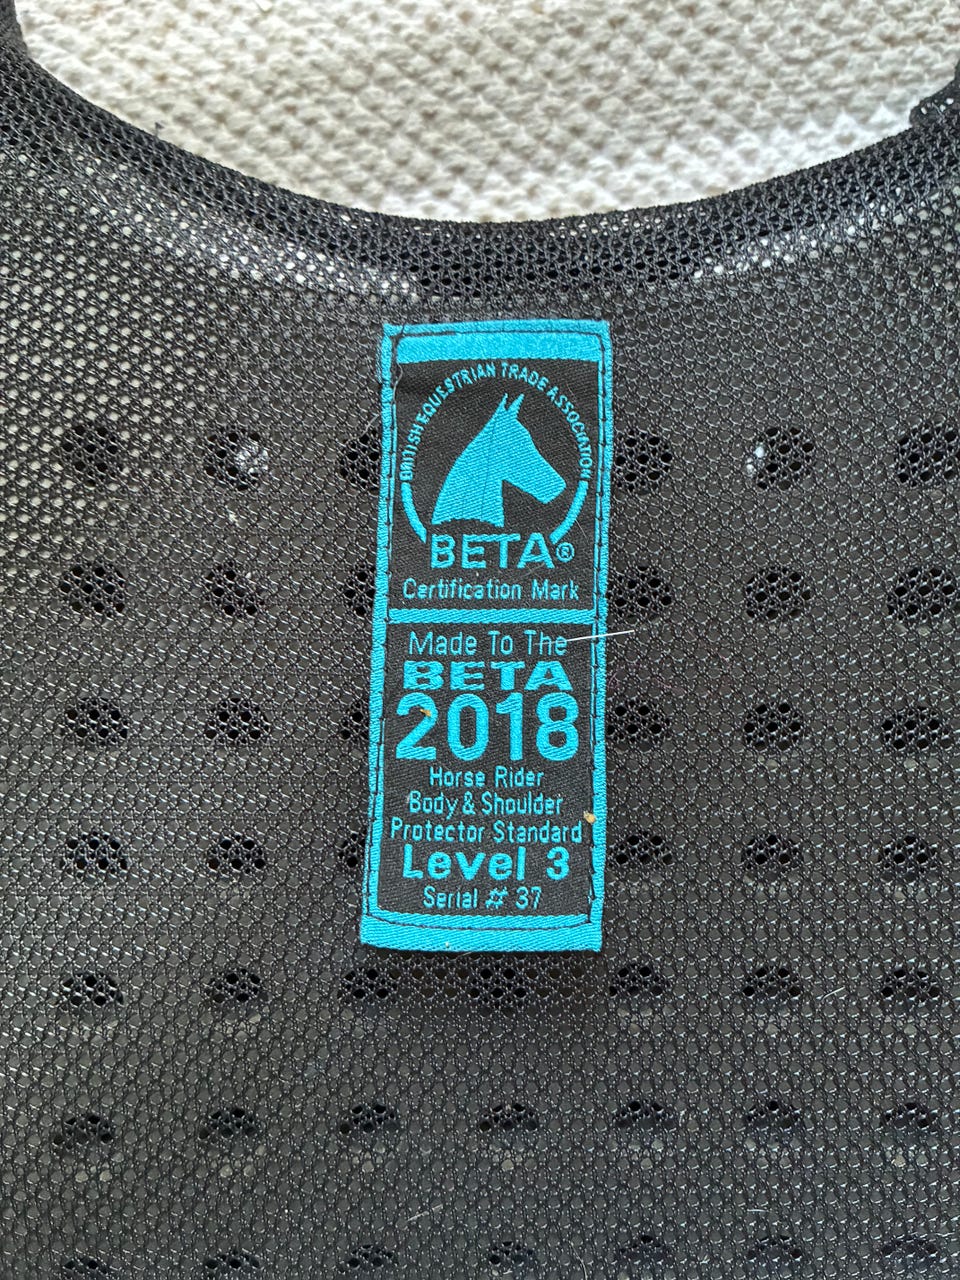 BRITISH EQUESTRIAN TRADE ASSOCIATION
BETA®
Certification Mark
Made To The
BETA
2018
Horse Rider
Body & Shoulder
Protector Standard
Level 3
Serial # 37